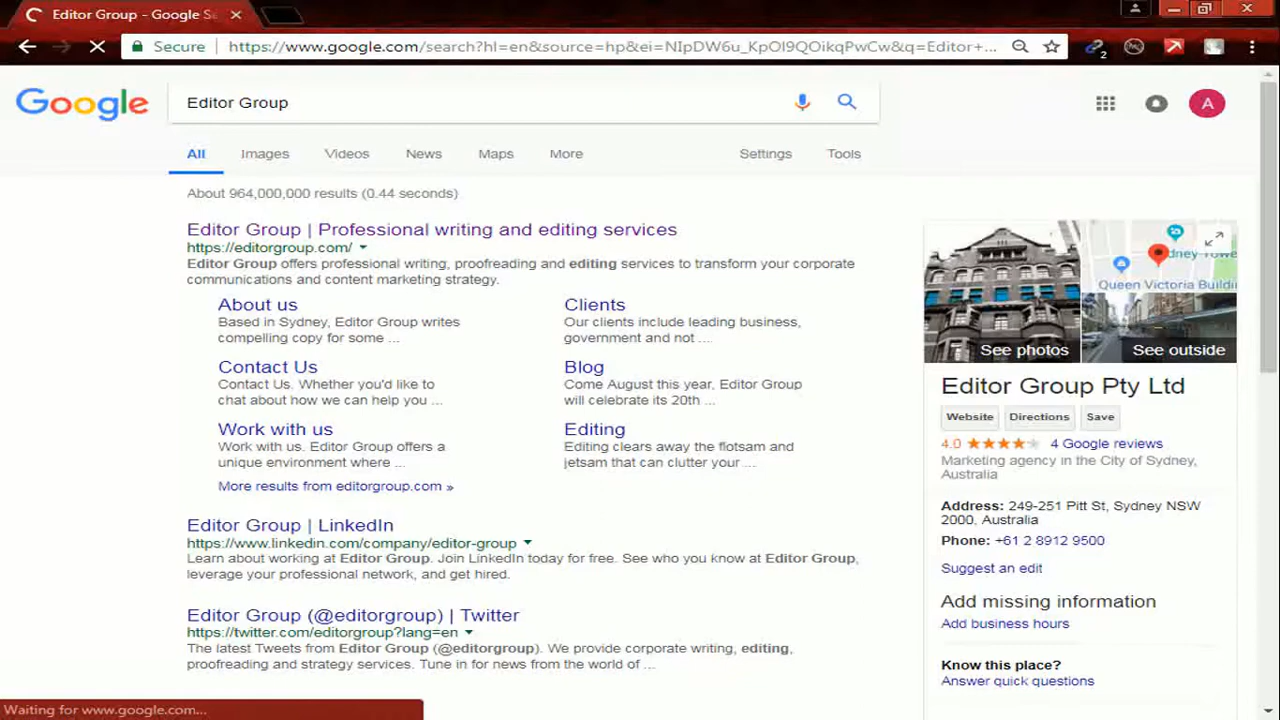 Editor Group - Google Se
Secure https://www.google.com/search?hl=en&source=hp&ei=NIpDW6u_KpOl9QOikqPwCw&q=Editor+...
2
Google
Editor Group
A
All Images Videos News Maps More Settings Tools
About 964,000,000 results (0.44 seconds)
Editor Group | Professional writing and editing services
https://editorgroup.com/
Editor Group offers professional writing, proofreading and editing services to transform your corporate
communications and content marketing strategy.
About us
Based in Sydney, Editor Group writes
compelling copy for some ...
Clients
Our clients include leading business,
government and not ...
Contact Us
Contact Us. Whether you'd like to
chat about how we can help you ...
Blog
Come August this year, Editor Group
will celebrate its 20th ...
Work with us
Work with us. Editor Group offers a
unique environment where ...
Editing
Editing clears away the flotsam and
jetsam that can clutter your ...
More results from editorgroup.com »
Editor Group | LinkedIn
https://www.linkedin.com/company/editor-group
Learn about working at Editor Group. Join LinkedIn today for free. See who you know at Editor Group,
leverage your professional network, and get hired.
Editor Group (@editorgroup) | Twitter
https://twitter.com/editorgroup?lang=en
The latest Tweets from Editor Group (@editorgroup). We provide corporate writing, editing,
proofreading and strategy services. Tune in for news from the world of ...
Queen Victoria Buildi
See photos
See outside
Editor Group Pty Ltd
Website Directions Save
4.0 4 Google reviews
Marketing agency in the City of Sydney,
Australia
Address: 249-251 Pitt St, Sydney NSW
2000, Australia
Phone: +61 2 8912 9500
Suggest an edit
Add missing information
Add business hours
Know this place?
Answer quick questions
Waiting for www.google.com...